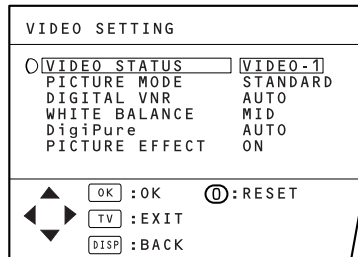 VIDEO SETTING
VIDEO STATUS VIDEO-1
PICTURE MODE STANDARD
DIGITAL VNR AUTO
WHITE BALANCE MID
DigiPure AUTO
PICTURE EFFECT ON
OK :OK 0 :RESET
TV :EXIT
DISP :BACK